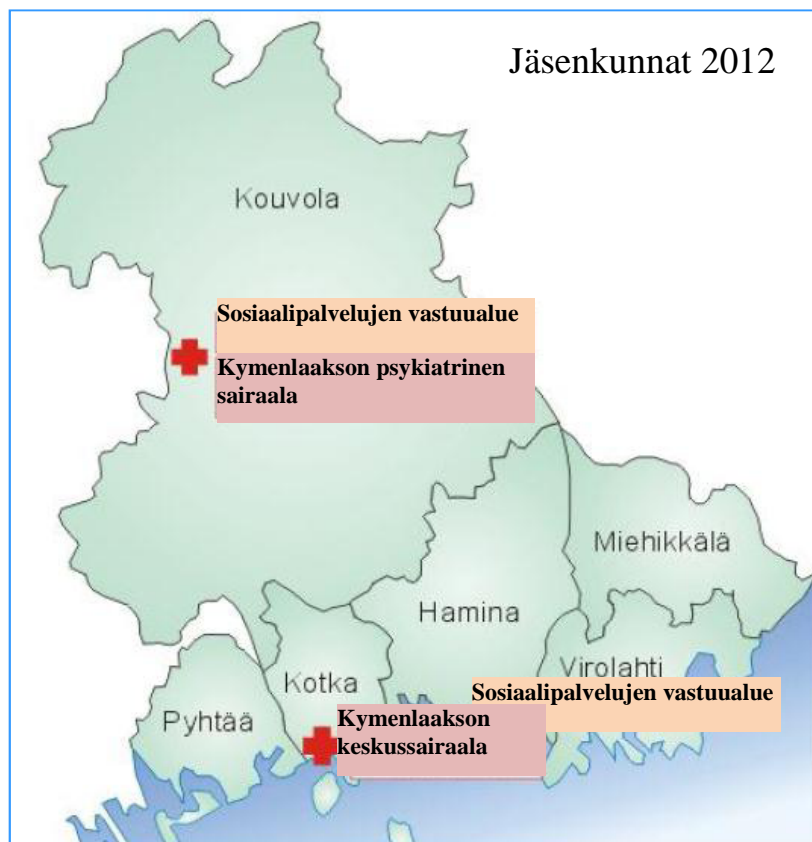 Jäsenkunnat 2012
Kouvola
Sosiaalipalvelujen vastuualue
Kymenlaakson psykiatrinen
sairaala
Miehikkälä
Hamina
Virolahti
Kotka
Sosiaalipalvelujen vastuualue
Pyhtää
Kymenlaakson
keskussairaala